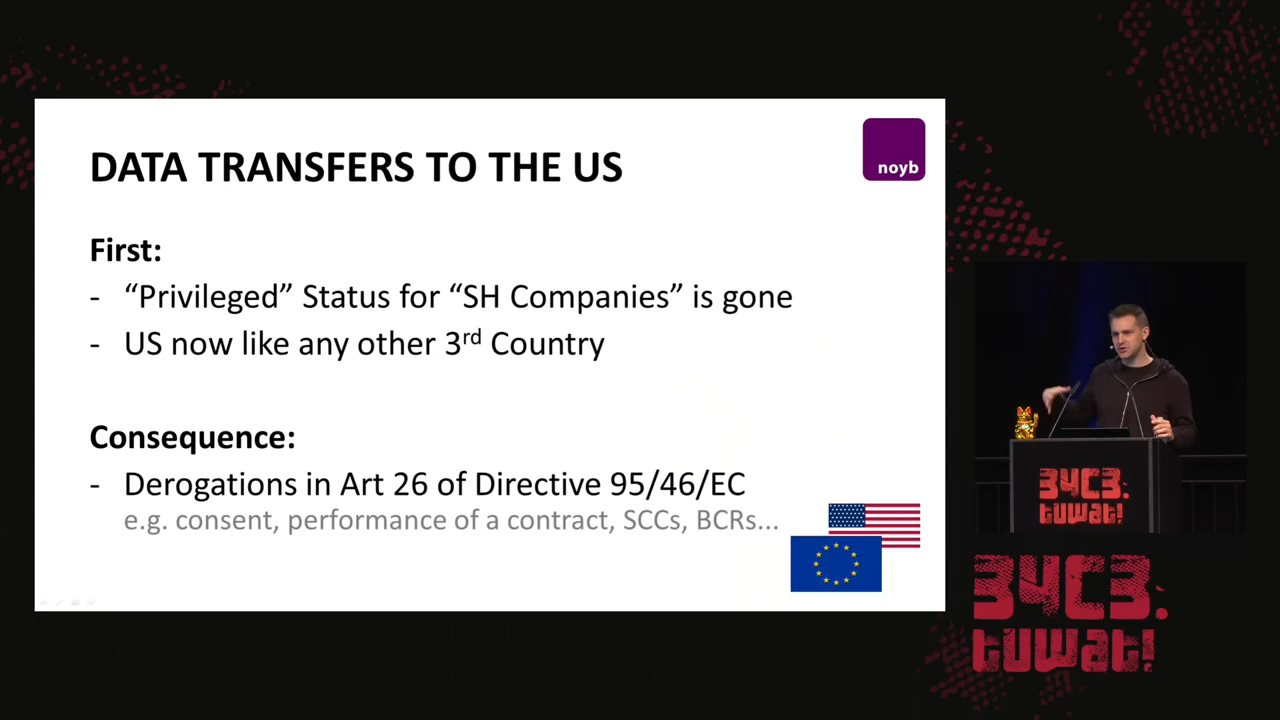 DATA TRANSFERS TO THE US
noyb
First:
- “Privileged” Status for “SH Companies” is gone
- US now like any other 3rd Country
Consequence:
- Derogations in Art 26 of Directive 95/46/EC
e.g. consent, performance of a contract, SCCs, BCRs...
34C3.
tuwat!
34C3.
tuwat!